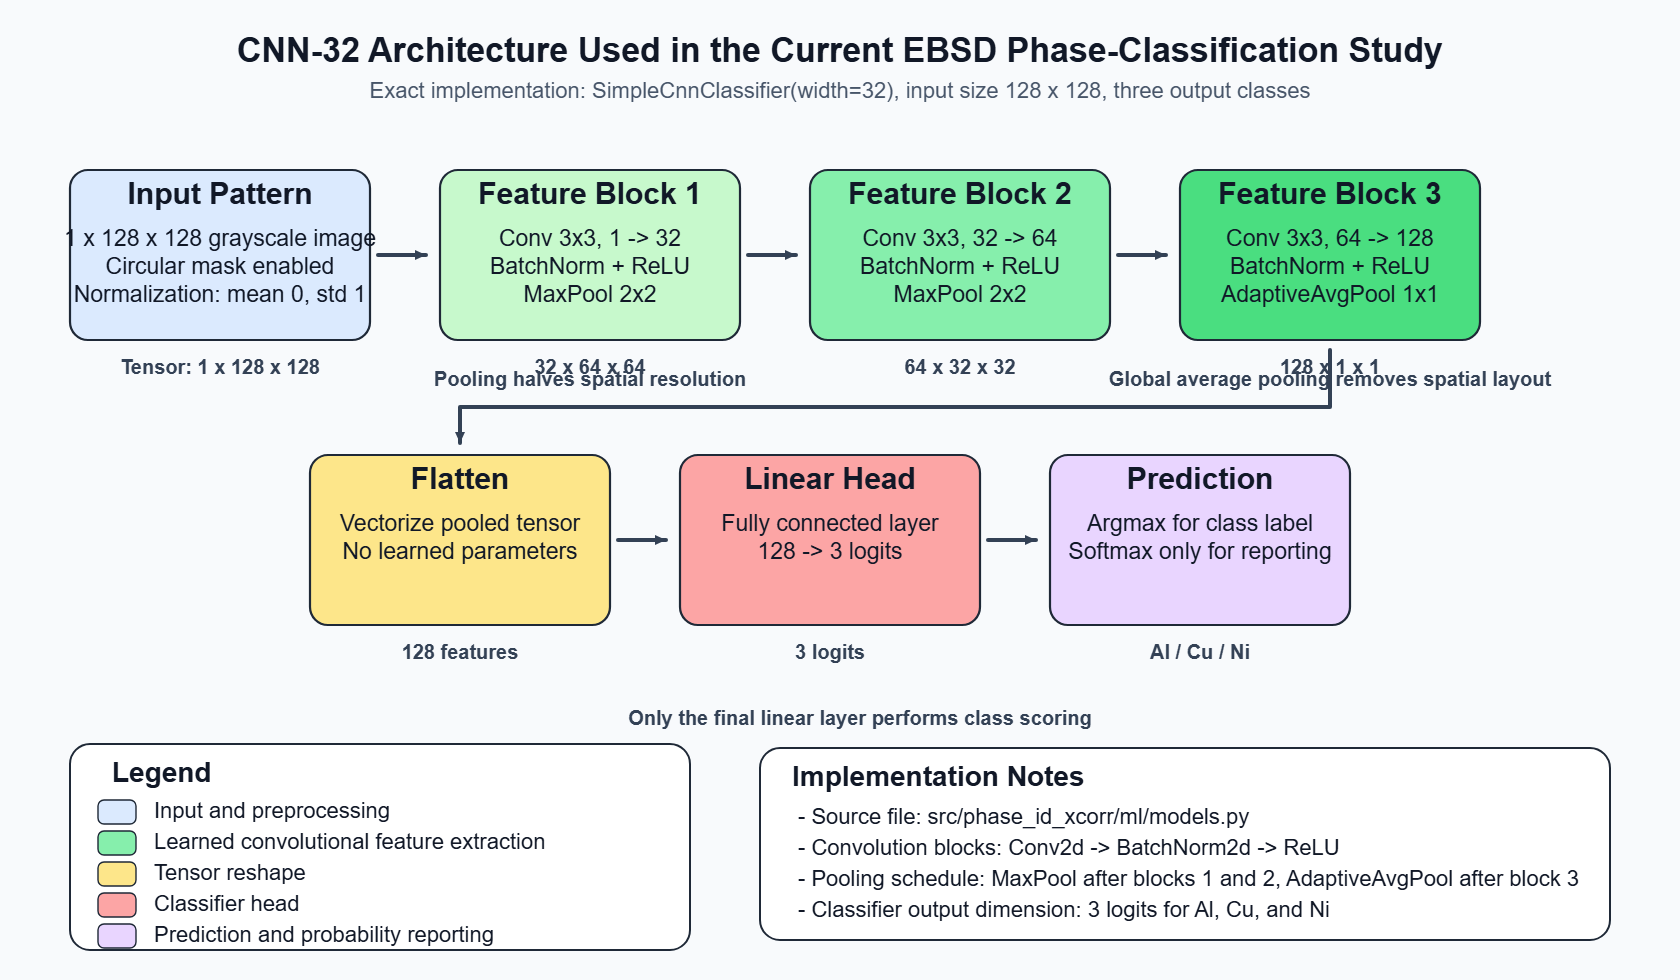 CNN-32 Architecture Used in the Current EBSD Phase-Classification Study
Exact implementation: SimpleCnnClassifier(width=32), input size 128 x 128, three output classes
Input Pattern
1 x 128 x 128 grayscale image
Circular mask enabled
Normalization: mean 0, std 1
Tensor: 1 x 128 x 128
Feature Block 1
Conv 3x3, 1 -> 32
BatchNorm + ReLU
MaxPool 2x2
32 x 64 x 64
Pooling halves spatial resolution
Feature Block 2
Conv 3x3, 32 -> 64
BatchNorm + ReLU
MaxPool 2x2
64 x 32 x 32
Feature Block 3
Conv 3x3, 64 -> 128
BatchNorm + ReLU
AdaptiveAvgPool 1x1
128 x 1 x 1
Global average pooling removes spatial layout
Flatten
Vectorize pooled tensor
No learned parameters
128 features
Linear Head
Fully connected layer
128 -> 3 logits
3 logits
Prediction
Argmax for class label
Softmax only for reporting
Al / Cu / Ni
Only the final linear layer performs class scoring
Legend
Input and preprocessing
Learned convolutional feature extraction
Tensor reshape
Classifier head
Prediction and probability reporting
Implementation Notes
- Source file: src/phase_id_xcorr/ml/models.py
- Convolution blocks: Conv2d -> BatchNorm2d -> ReLU
- Pooling schedule: MaxPool after blocks 1 and 2, AdaptiveAvgPool after block 3
- Classifier output dimension: 3 logits for Al, Cu, and Ni